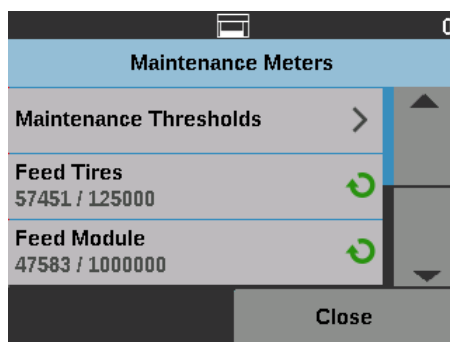 Maintenance Meters
Maintenance Thresholds
Feed Tires
57451 / 125000
Feed Module
47583 / 1000000
Close